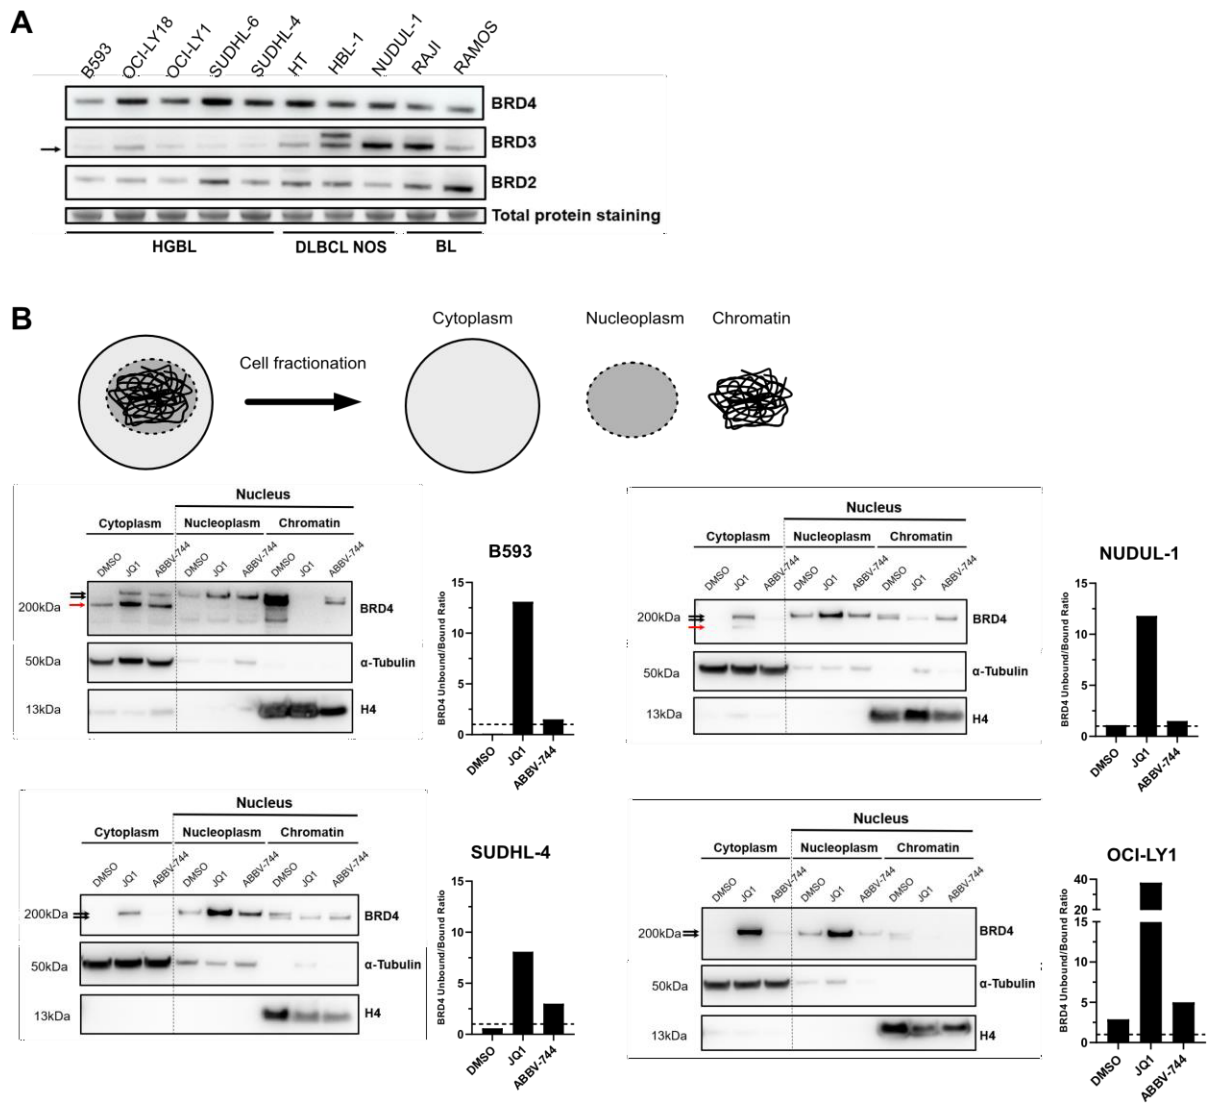 A
B593 OCI-LY18 OCI-LY1 SUDHL-6 SUDHL-4 HT HBL-1 NUDUL-1 RAJI RAMOS
BRD4
BRD3
BRD2
Total protein staining
HGBL DLBCL NOS BL
B
Cell fractionation
Cytoplasm Nucleoplasm Chromatin
Nucleus
Cytoplasm Nucleoplasm Chromatin
DMSO JQ1 ABBV-744 DMSO JQ1 ABBV-744 DMSO JQ1 ABBV-744
200kDa BRD4
50kDa α-Tubulin
13kDa H4
B593
BRD4 Unbound/Bound Ratio
15
10
5
0
DMSO JQ1 ABBV-744
Nucleus
Cytoplasm Nucleoplasm Chromatin
DMSO JQ1 ABBV-744 DMSO JQ1 ABBV-744 DMSO JQ1 ABBV-744
200kDa BRD4
50kDa α-Tubulin
13kDa H4
NUDUL-1
BRD4 Unbound/Bound Ratio
15
10
5
0
DMSO JQ1 ABBV-744
Nucleus
Cytoplasm Nucleoplasm Chromatin
DMSO JQ1 ABBV-744 DMSO JQ1 ABBV-744 DMSO JQ1 ABBV-744
200kDa BRD4
50kDa α-Tubulin
13kDa H4
SUDHL-4
BRD4 Unbound/Bound Ratio
15
10
5
0
DMSO JQ1 ABBV-744
Nucleus
Cytoplasm Nucleoplasm Chromatin
DMSO JQ1 ABBV-744 DMSO JQ1 ABBV-744 DMSO JQ1 ABBV-744
200kDa BRD4
50kDa α-Tubulin
13kDa H4
OCI-LY1
BRD4 Unbound/Bound Ratio
40
20
15
10
5
0
DMSO JQ1 ABBV-744